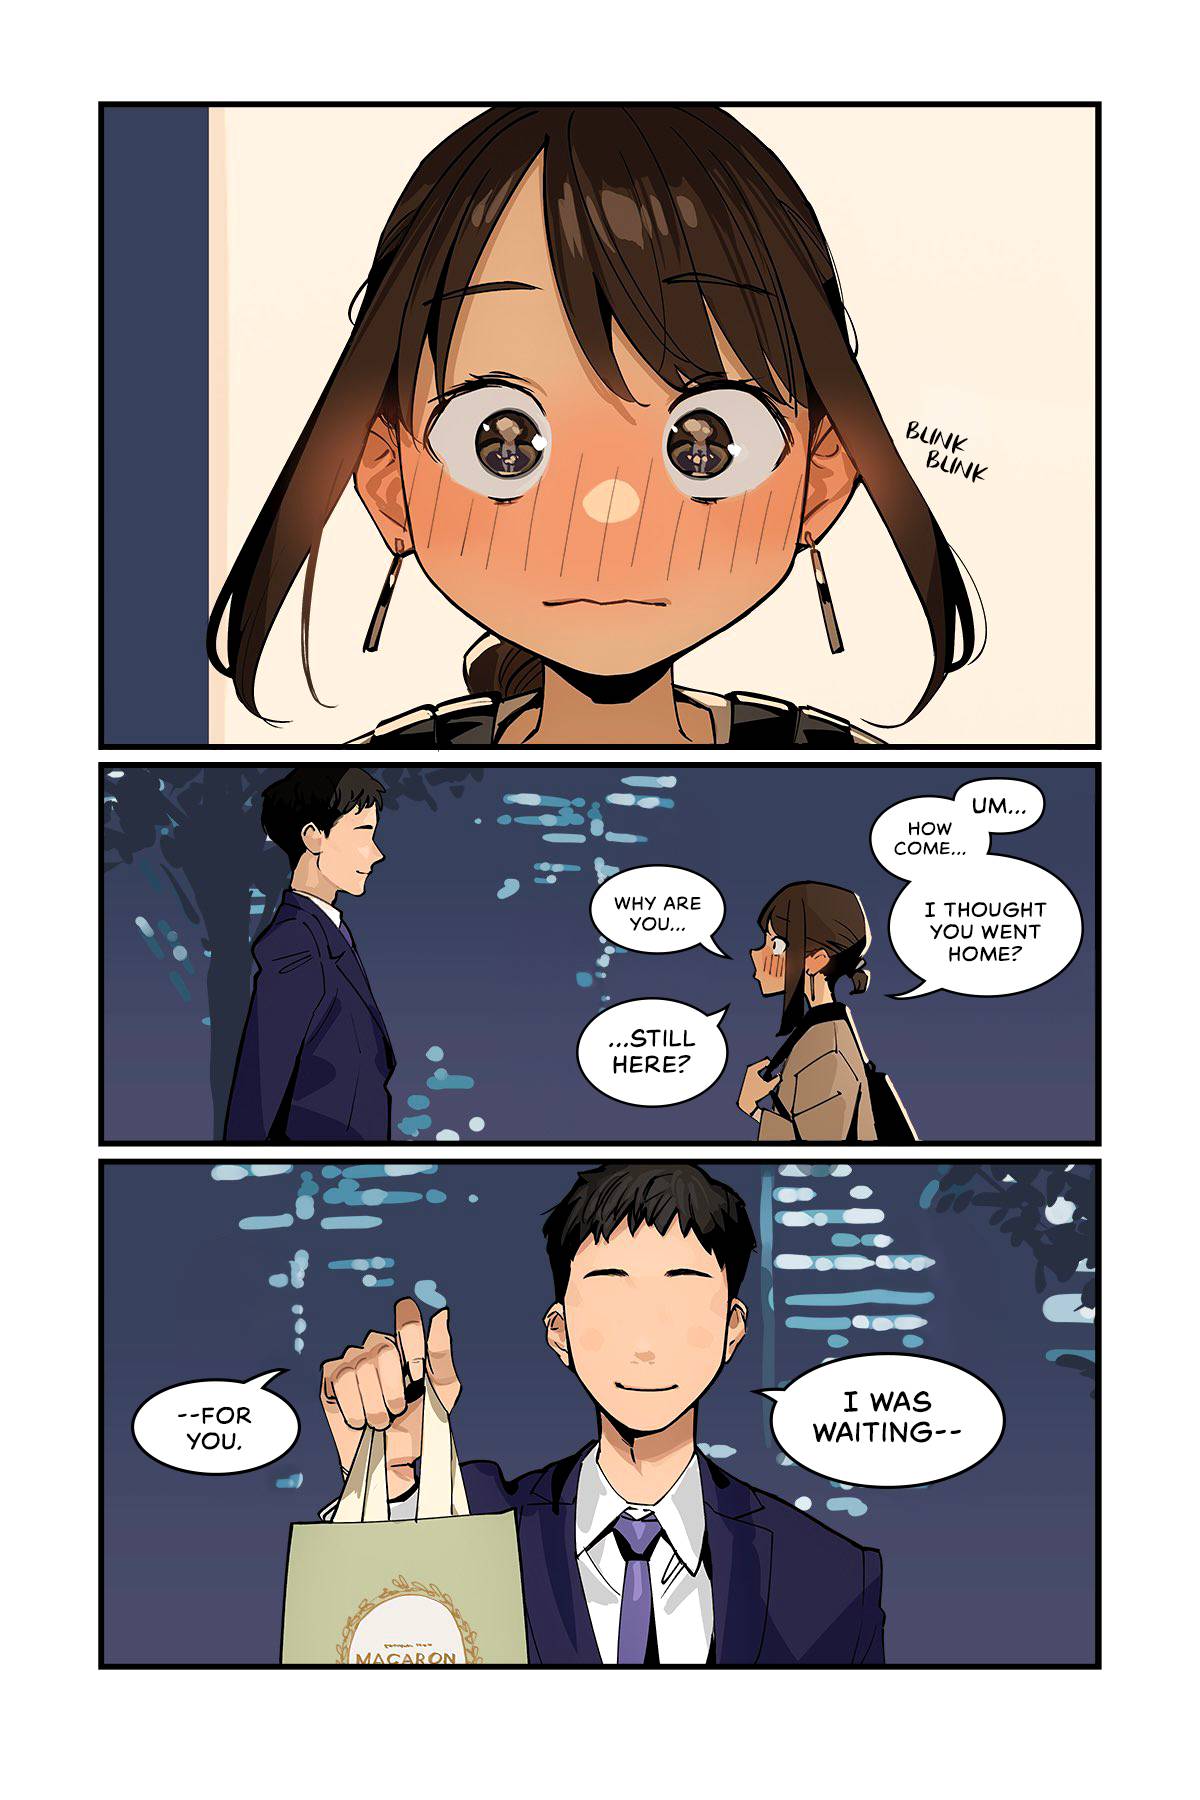 BLINK
BLINK
UM...
HOW
COME...
I THOUGHT
YOU WENT
HOME?
WHY ARE
YOU...
...STILL
HERE?
I WAS
WAITING--
--FOR
YOU.
MACARON